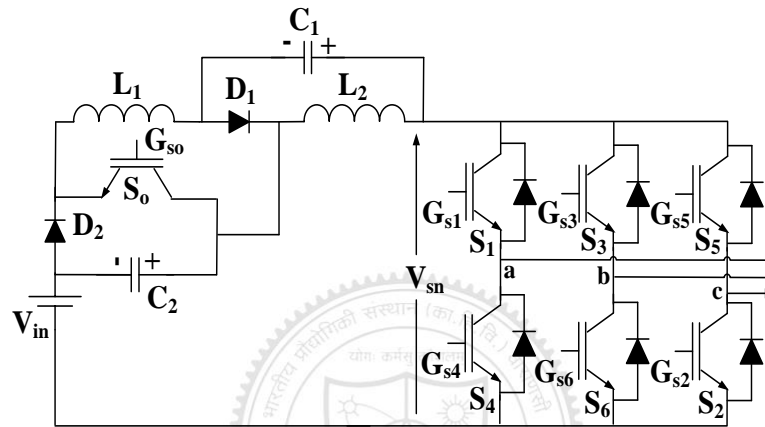 C1
- +
L1
D1
L2
Gso
So
D2
- +
C2
Vin
Vsn
Gs1
S1
Gs3
S3
Gs5
S5
a
b
c
Gs4
S4
Gs6
S6
Gs2
S2